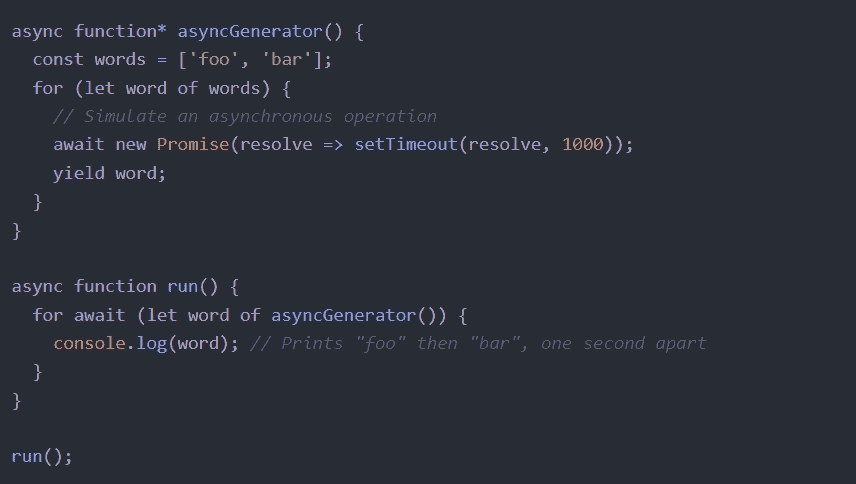 async function* asyncGenerator() {
  const words = ['foo', 'bar'];
  for (let word of words) {
    // Simulate an asynchronous operation
    await new Promise(resolve => setTimeout(resolve, 1000));
    yield word;
  }
}

async function run() {
  for await (let word of asyncGenerator()) {
    console.log(word); // Prints "foo" then "bar", one second apart
  }
}

run();